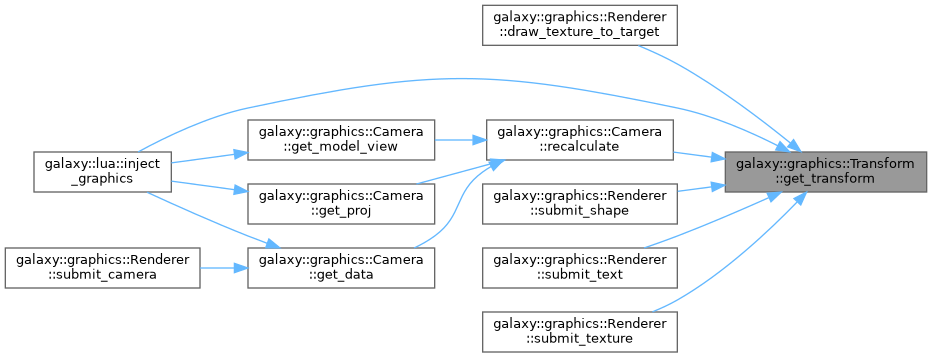 galaxy::graphics::Renderer
::draw_texture_to_target
galaxy::graphics::Camera
::get_model_view
galaxy::graphics::Camera
::recalculate
galaxy::lua::inject
_graphics
galaxy::graphics::Transform
::get_transform
galaxy::graphics::Camera
::get_proj
galaxy::graphics::Renderer
::submit_shape
galaxy::graphics::Renderer
::submit_camera
galaxy::graphics::Camera
::get_data
galaxy::graphics::Renderer
::submit_text
galaxy::graphics::Renderer
::submit_texture